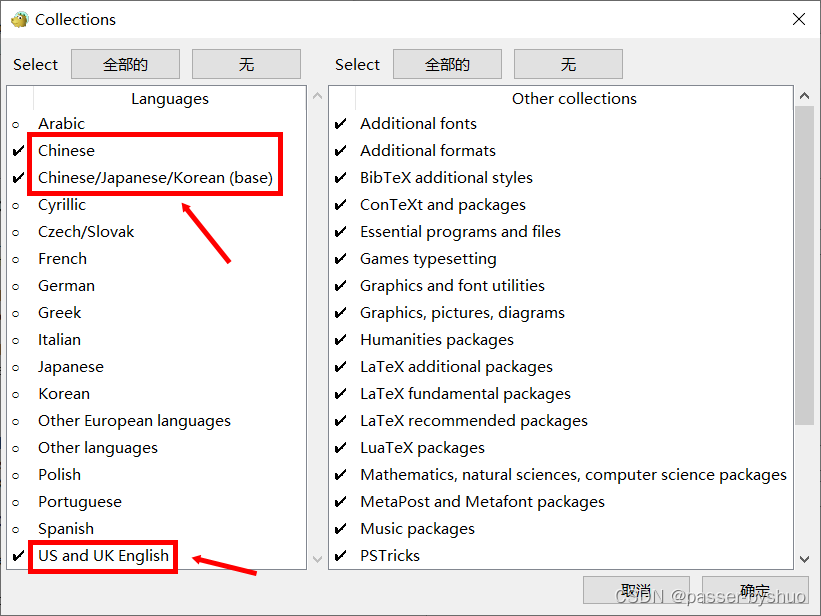 Collections
Select 全部的 无 Select 全部的 无
Languages
Arabic
Chinese
Chinese/Japanese/Korean (base)
Cyrillic
Czech/Slovak
French
German
Greek
Italian
Japanese
Korean
Other European languages
Other languages
Polish
Portuguese
Spanish
US and UK English
Other collections
Additional fonts
Additional formats
BibTeX additional styles
ConTeXt and packages
Essential programs and files
Games typesetting
Graphics and font utilities
Graphics, pictures, diagrams
Humanities packages
LaTeX additional packages
LaTeX fundamental packages
LaTeX recommended packages
LuaTeX packages
Mathematics, natural sciences, computer science packages
MetaPost and Metafont packages
Music packages
PSTricks
取消 确定
CSDN @passer-byshuo